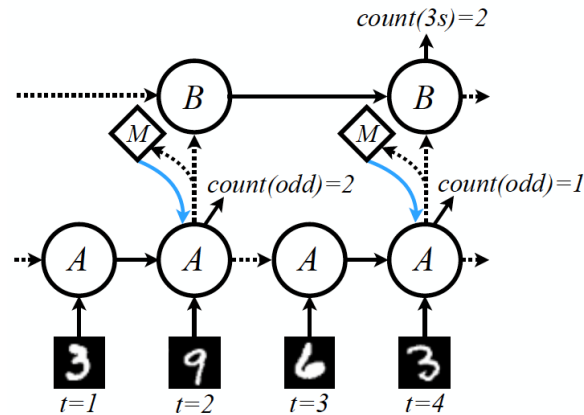 count(3s)=2
B B
M M
count(odd)=2 count(odd)=1
A A A A
3 9 6 3
t=1 t=2 t=3 t=4